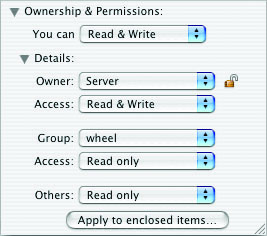 Ownership & Permissions:
You can Read & Write
Details:
Owner: Server
Access: Read & Write
Group: wheel
Access: Read only
Others: Read only
Apply to enclosed items...